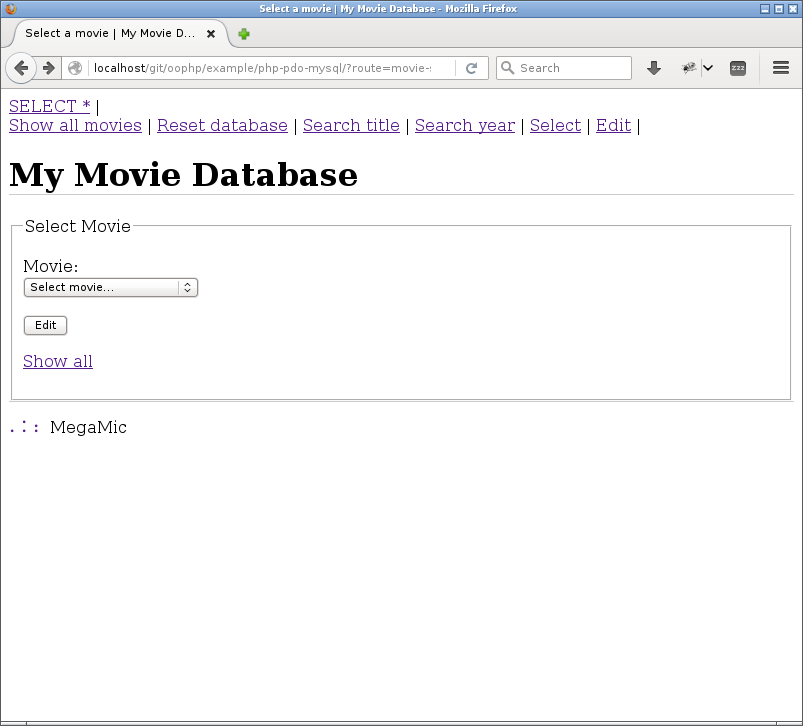 Select a movie | My Movie Database - Mozilla Firefox
Select a movie | My Movie D...
localhost/git/oophp/example/php-pdo-mysql/?route=movie-
Search
zzz
SELECT * |
Show all movies | Reset database | Search title | Search year | Select | Edit |
My Movie Database
Select Movie
Movie:
Select movie...
Edit
Show all
.:: MegaMic